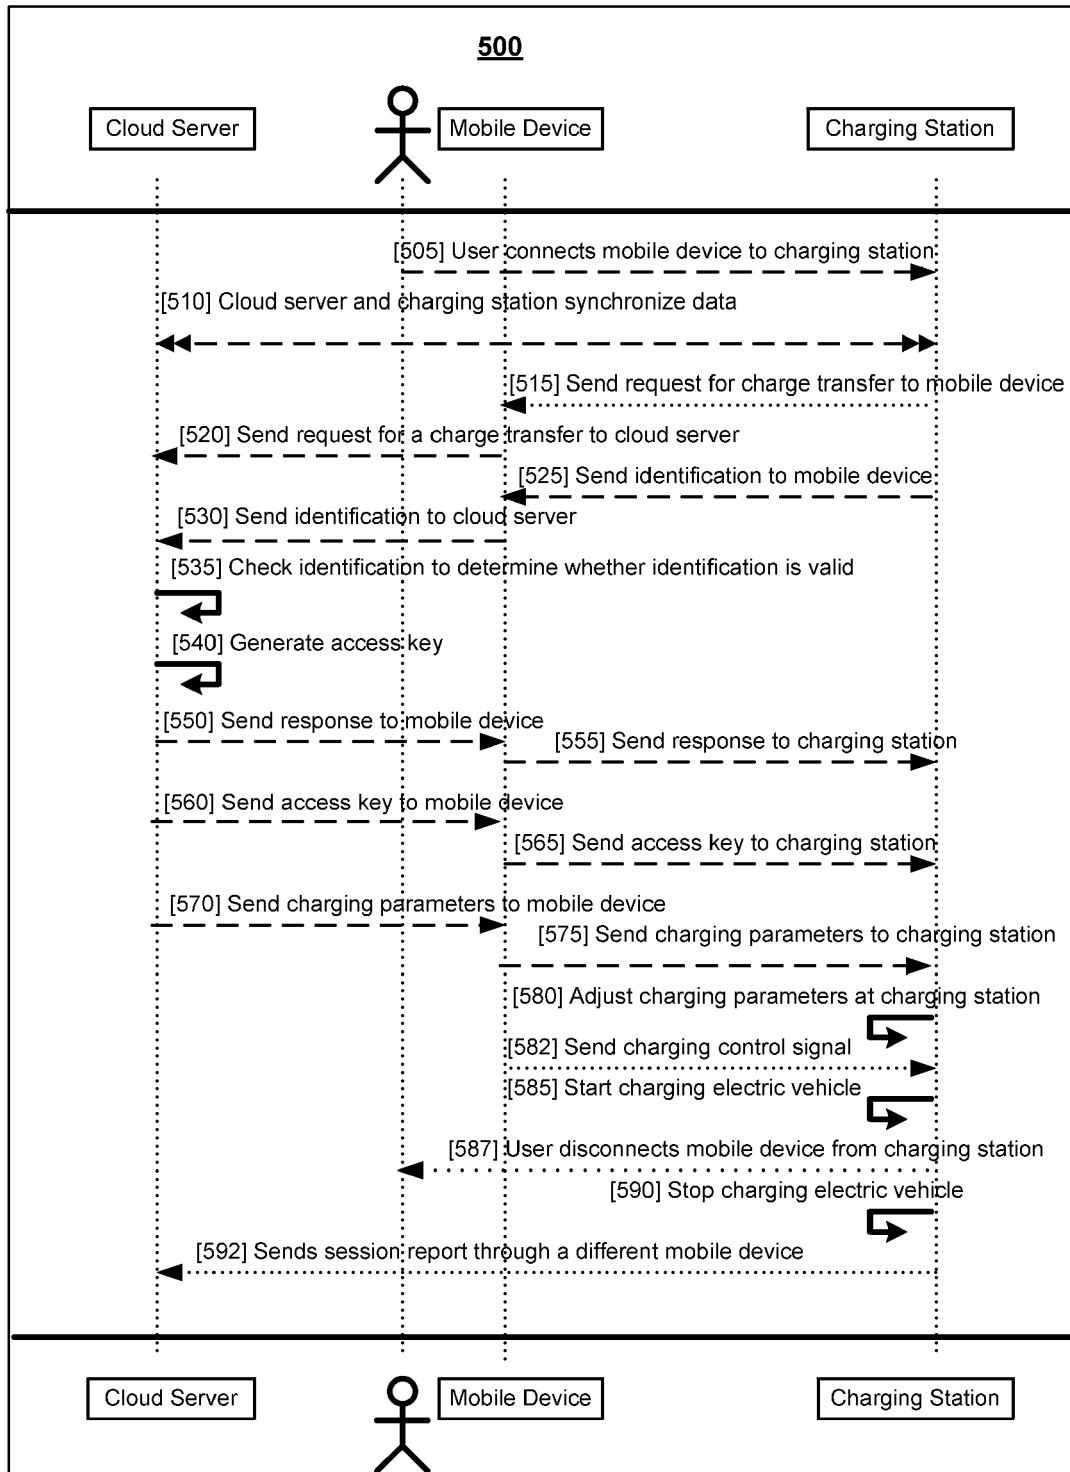 500
Cloud Server
Mobile Device
Charging Station
[505] User connects mobile device to charging station
[510] Cloud server and charging station synchronize data
[515] Send request for charge transfer to mobile device
[520] Send request for a charge transfer to cloud server
[525] Send identification to mobile device
[530] Send identification to cloud server
[535] Check identification to determine whether identification is valid
[540] Generate access key
[550] Send response to mobile device
[555] Send response to charging station
[560] Send access key to mobile device
[565] Send access key to charging station
[570] Send charging parameters to mobile device
[575] Send charging parameters to charging station
[580] Adjust charging parameters at charging station
[582] Send charging control signal
[585] Start charging electric vehicle
[587] User disconnects mobile device from charging station
[590] Stop charging electric vehicle
[592] Sends session report through a different mobile device
Cloud Server
Mobile Device
Charging Station